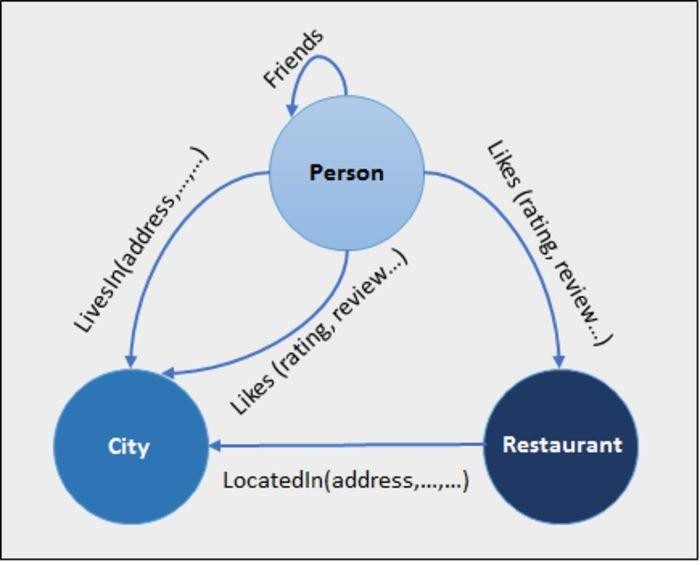 Friends
Person
LivesIn(address,...,...)
Likes (rating, review...)
Likes (rating, review...)
City
Restaurant
LocatedIn(address,...,...)